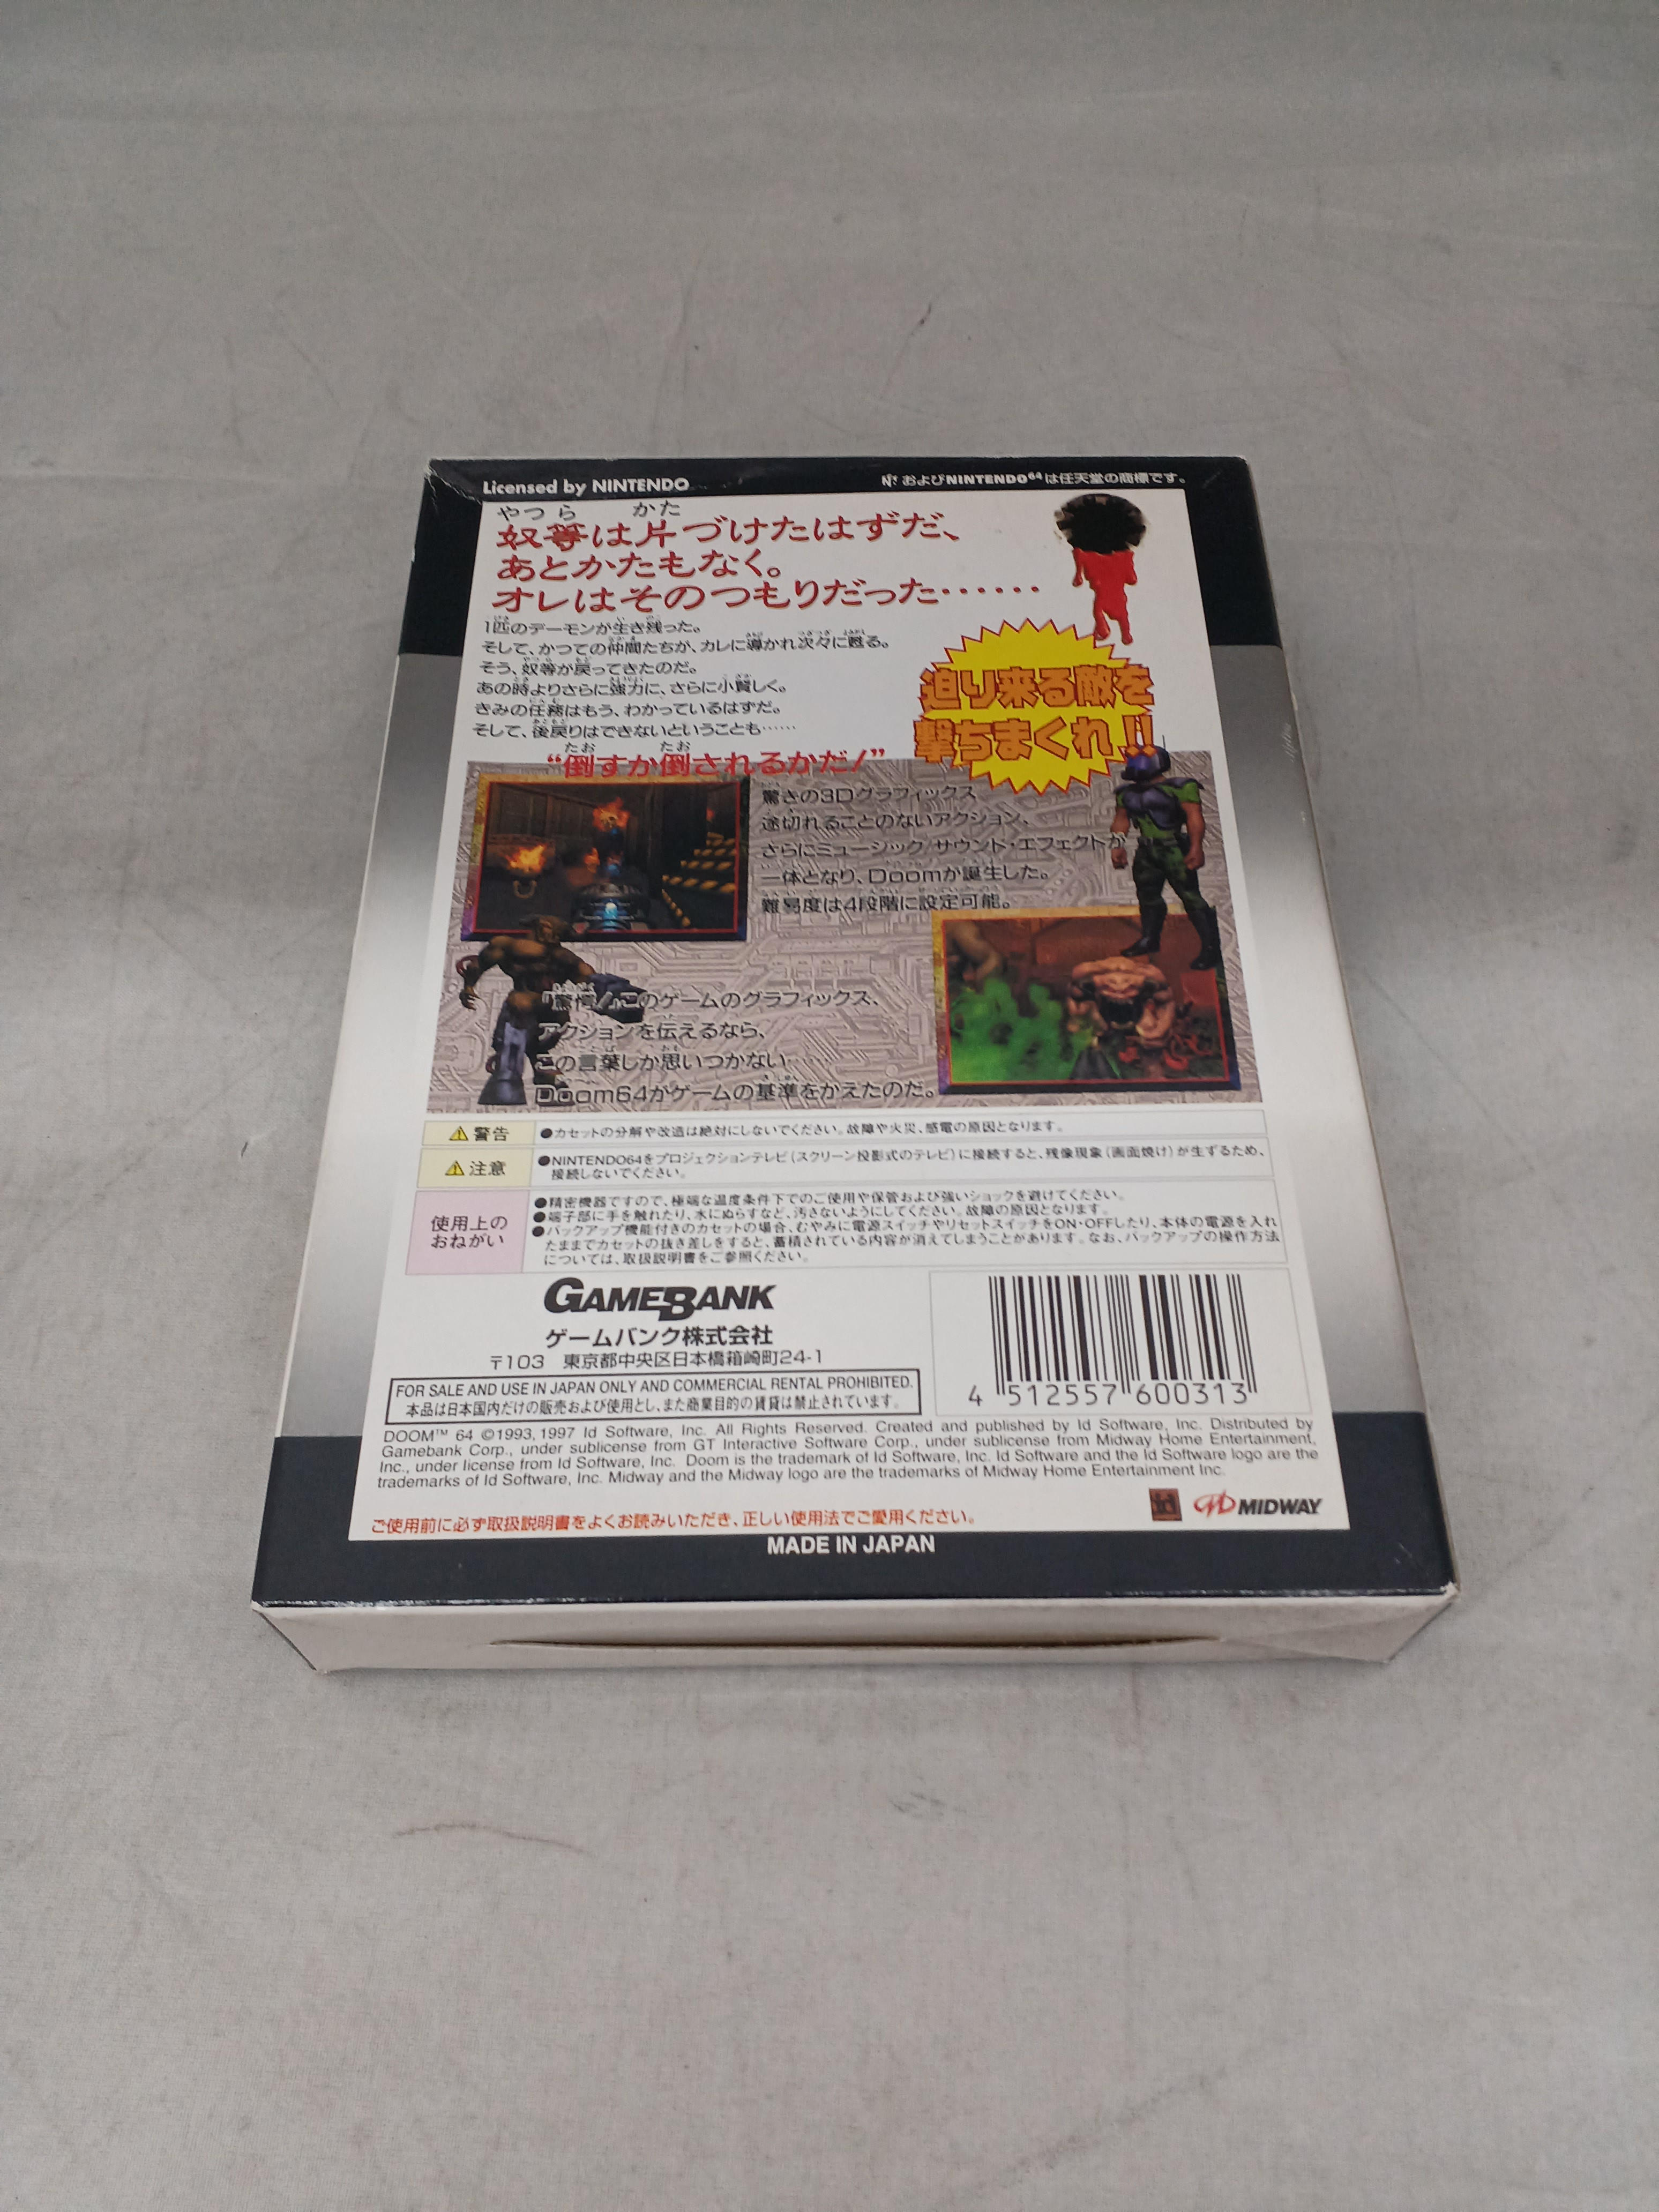 Licensed by NINTENDO
およびNINTENDO64は任天堂の商標です。
やつら かた
奴等は片づけたはずだ、
あとかたもなく。
オレはそのつもりだった……
1匹のデーモンが生き残った。
そして、かつての仲間たちが、カレに導かれ次々に甦る。
そう、奴等が戻ってきたのだ。
あの時よりさらに強力に、さらに小賢しく。
きみの任務はもう、わかっているはずだ。
そして、後戻りはできないということも……
たお たお
“倒すか倒されるかだ!”
迫り来る敵を
撃ちまくれ!!
驚きの3Dグラフィックス
途切れることのないアクション、
さらにミュージック/サウンド・エフェクトが
一体となり、Doomが誕生した。
難易度は4段階に設定可能。
「驚愕」このゲームのグラフィックス、
アクションを伝えるなら、
この言葉しか思いつかない……
Doom64がゲームの基準をかえたのだ。
警告
●カセットの分解や改造は絶対にしないでください。故障や火災、感電の原因となります。
注意
●NINTENDO64をプロジェクションテレビ(スクリーン投影式のテレビ)に接続すると、残像現象(画面焼け)が生ずるため、
接続しないでください。
使用上の
おねがい
●精密機器ですので、極端な温度条件下でのご使用や保管および強いショックを避けてください。
●端子部に手を触れたり、水にぬらすなど、汚さないようにしてください。故障の原因となります。
●バックアップ機能付きのカセットの場合、むやみに電源スイッチやリセットスイッチをON・OFFしたり、本体の電源を入れ
たままでカセットの抜き差しをすると、蓄積されている内容が消えてしまうことがあります。なお、バックアップの操作方法
については、取扱説明書をご参照ください。
GAMEBANK
ゲームバンク株式会社
〒103 東京都中央区日本橋箱崎町24-1
FOR SALE AND USE IN JAPAN ONLY AND COMMERCIAL RENTAL PROHIBITED.
本品は日本国内だけの販売および使用とし、また商業目的の賃貸は禁止されています。
4 512557 600313
DOOM™ 64 ©1993, 1997 Id Software, Inc. All Rights Reserved. Created and published by Id Software, Inc. Distributed by
Gamebank Corp., under sublicense from GT Interactive Software Corp., under sublicense from Midway Home Entertainment,
Inc., under license from Id Software, Inc. Doom is the trademark of Id Software, Inc. Id Software and the Id Software logo are the
trademarks of Id Software, Inc. Midway and the Midway logo are the trademarks of Midway Home Entertainment Inc.
id MIDWAY
ご使用前に必ず取扱説明書をよくお読みいただき、正しい使用法でご愛用ください。
MADE IN JAPAN